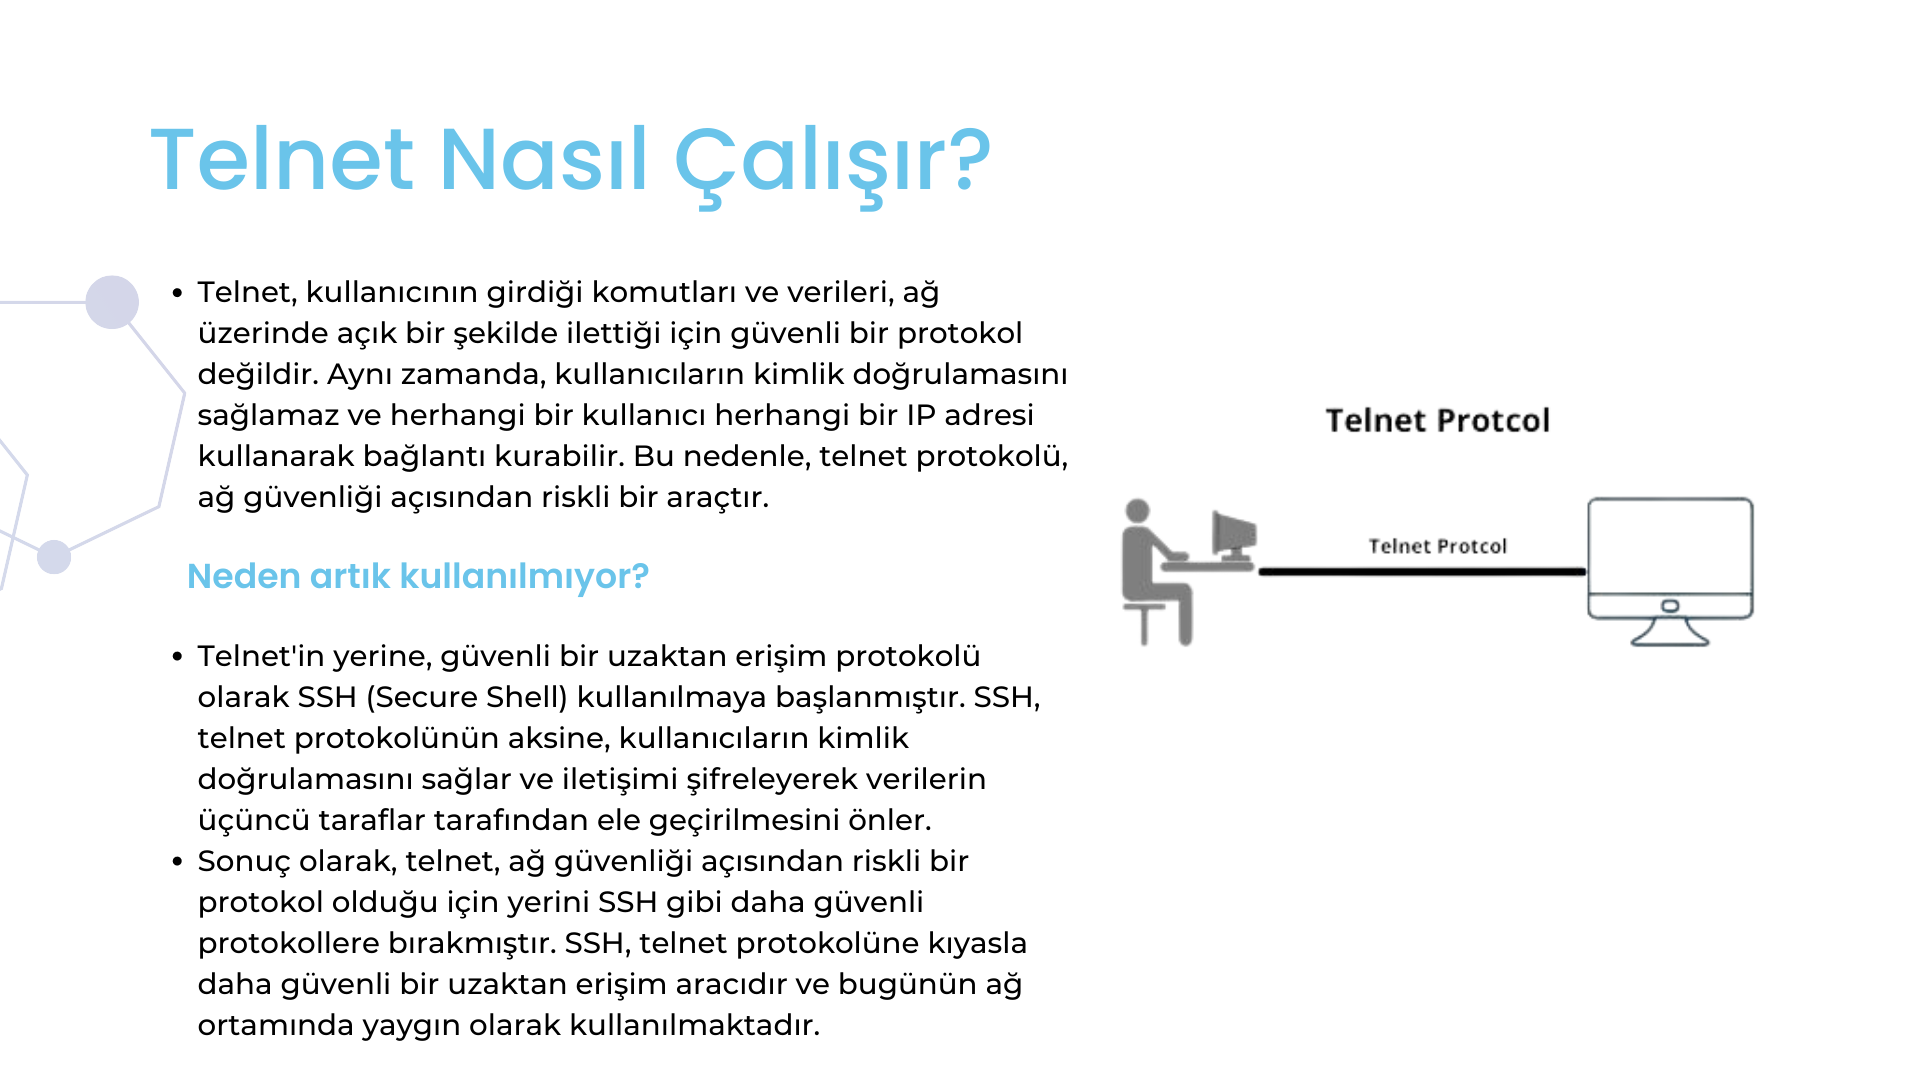 Telnet Nasıl Çalışır?
• Telnet, kullanıcının girdiği komutları ve verileri, ağ
üzerinde açık bir şekilde ilettiği için güvenli bir protokol
değildir. Aynı zamanda, kullanıcıların kimlik doğrulamasını
sağlamaz ve herhangi bir kullanıcı herhangi bir IP adresi
kullanarak bağlantı kurabilir. Bu nedenle, telnet protokolü,
ağ güvenliği açısından riskli bir araçtır.
Neden artık kullanılmıyor?
• Telnet'in yerine, güvenli bir uzaktan erişim protokolü
olarak SSH (Secure Shell) kullanılmaya başlanmıştır. SSH,
telnet protokolünün aksine, kullanıcıların kimlik
doğrulamasını sağlar ve iletişimi şifreleyerek verilerin
üçüncü taraflar tarafından ele geçirilmesini önler.
• Sonuç olarak, telnet, ağ güvenliği açısından riskli bir
protokol olduğu için yerini SSH gibi daha güvenli
protokollere bırakmıştır. SSH, telnet protokolüne kıyasla
daha güvenli bir uzaktan erişim aracıdır ve bugünün ağ
ortamında yaygın olarak kullanılmaktadır.
Telnet Protcol
Telnet Protcol